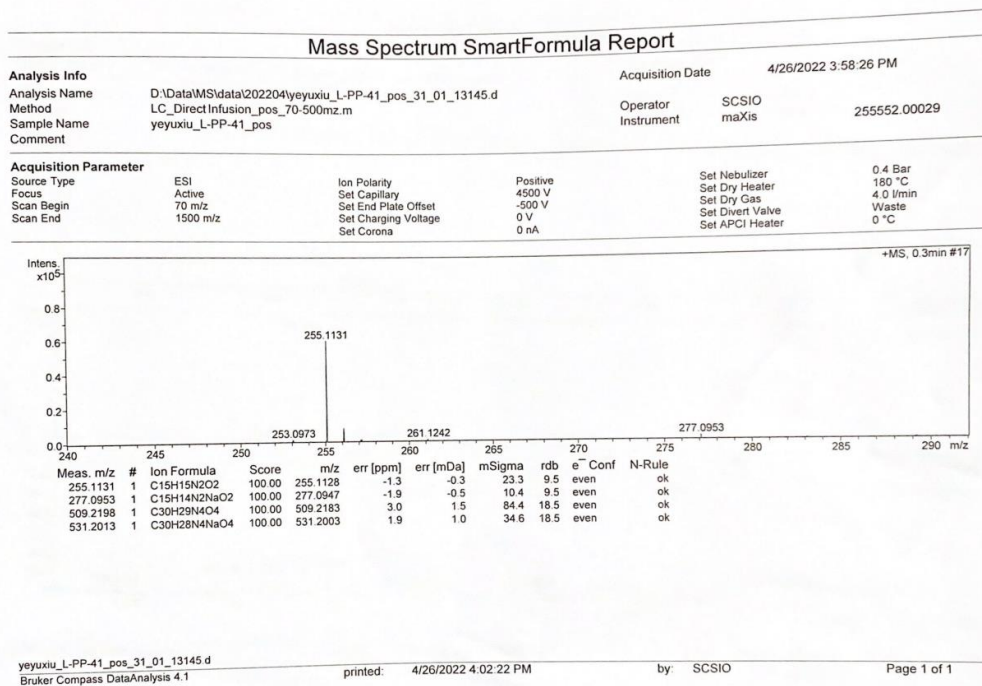 Mass Spectrum SmartFormula Report
Analysis Info
Acquisition Date 4/26/2022 3:58:26 PM
Analysis Name D:\Data\MS\data\202204\yeyuxiu_L-PP-41_pos_31_01_13145.d
Method LC_Direct Infusion_pos_70-500mz.m
Operator SCSIO
Sample Name yeyuxiu_L-PP-41_pos
Instrument maXis 255552.00029
Comment
Acquisition Parameter
Source Type ESI Ion Polarity Positive Set Nebulizer 0.4 Bar
Focus Active Set Capillary 4500 V Set Dry Heater 180 °C
Scan Begin 70 m/z Set End Plate Offset -500 V Set Dry Gas 4.0 l/min
Scan End 1500 m/z Set Charging Voltage 0 V Set Divert Valve Waste
Set Corona 0 nA Set APCI Heater 0 °C
Intens. +MS, 0.3min #17
x10⁵
0.8
0.6 255.1131
0.4
0.2
0.0 253.0973 261.1242 277.0953
240 245 250 255 260 265 270 275 280 285 290 m/z
Meas. m/z # Ion Formula Score m/z err [ppm] err [mDa] mSigma rdb e⁻ Conf N-Rule
255.1131 1 C15H15N2O2 100.00 255.1128 -1.3 -0.3 23.3 9.5 even ok
277.0953 1 C15H14N2NaO2 100.00 277.0947 -1.9 -0.5 10.4 9.5 even ok
509.2198 1 C30H29N4O4 100.00 509.2183 3.0 1.5 84.4 18.5 even ok
531.2013 1 C30H28N4NaO4 100.00 531.2003 1.9 1.0 34.6 18.5 even ok
yeyuxiu_L-PP-41_pos_31_01_13145.d
Bruker Compass DataAnalysis 4.1 printed: 4/26/2022 4:02:22 PM by: SCSIO Page 1 of 1